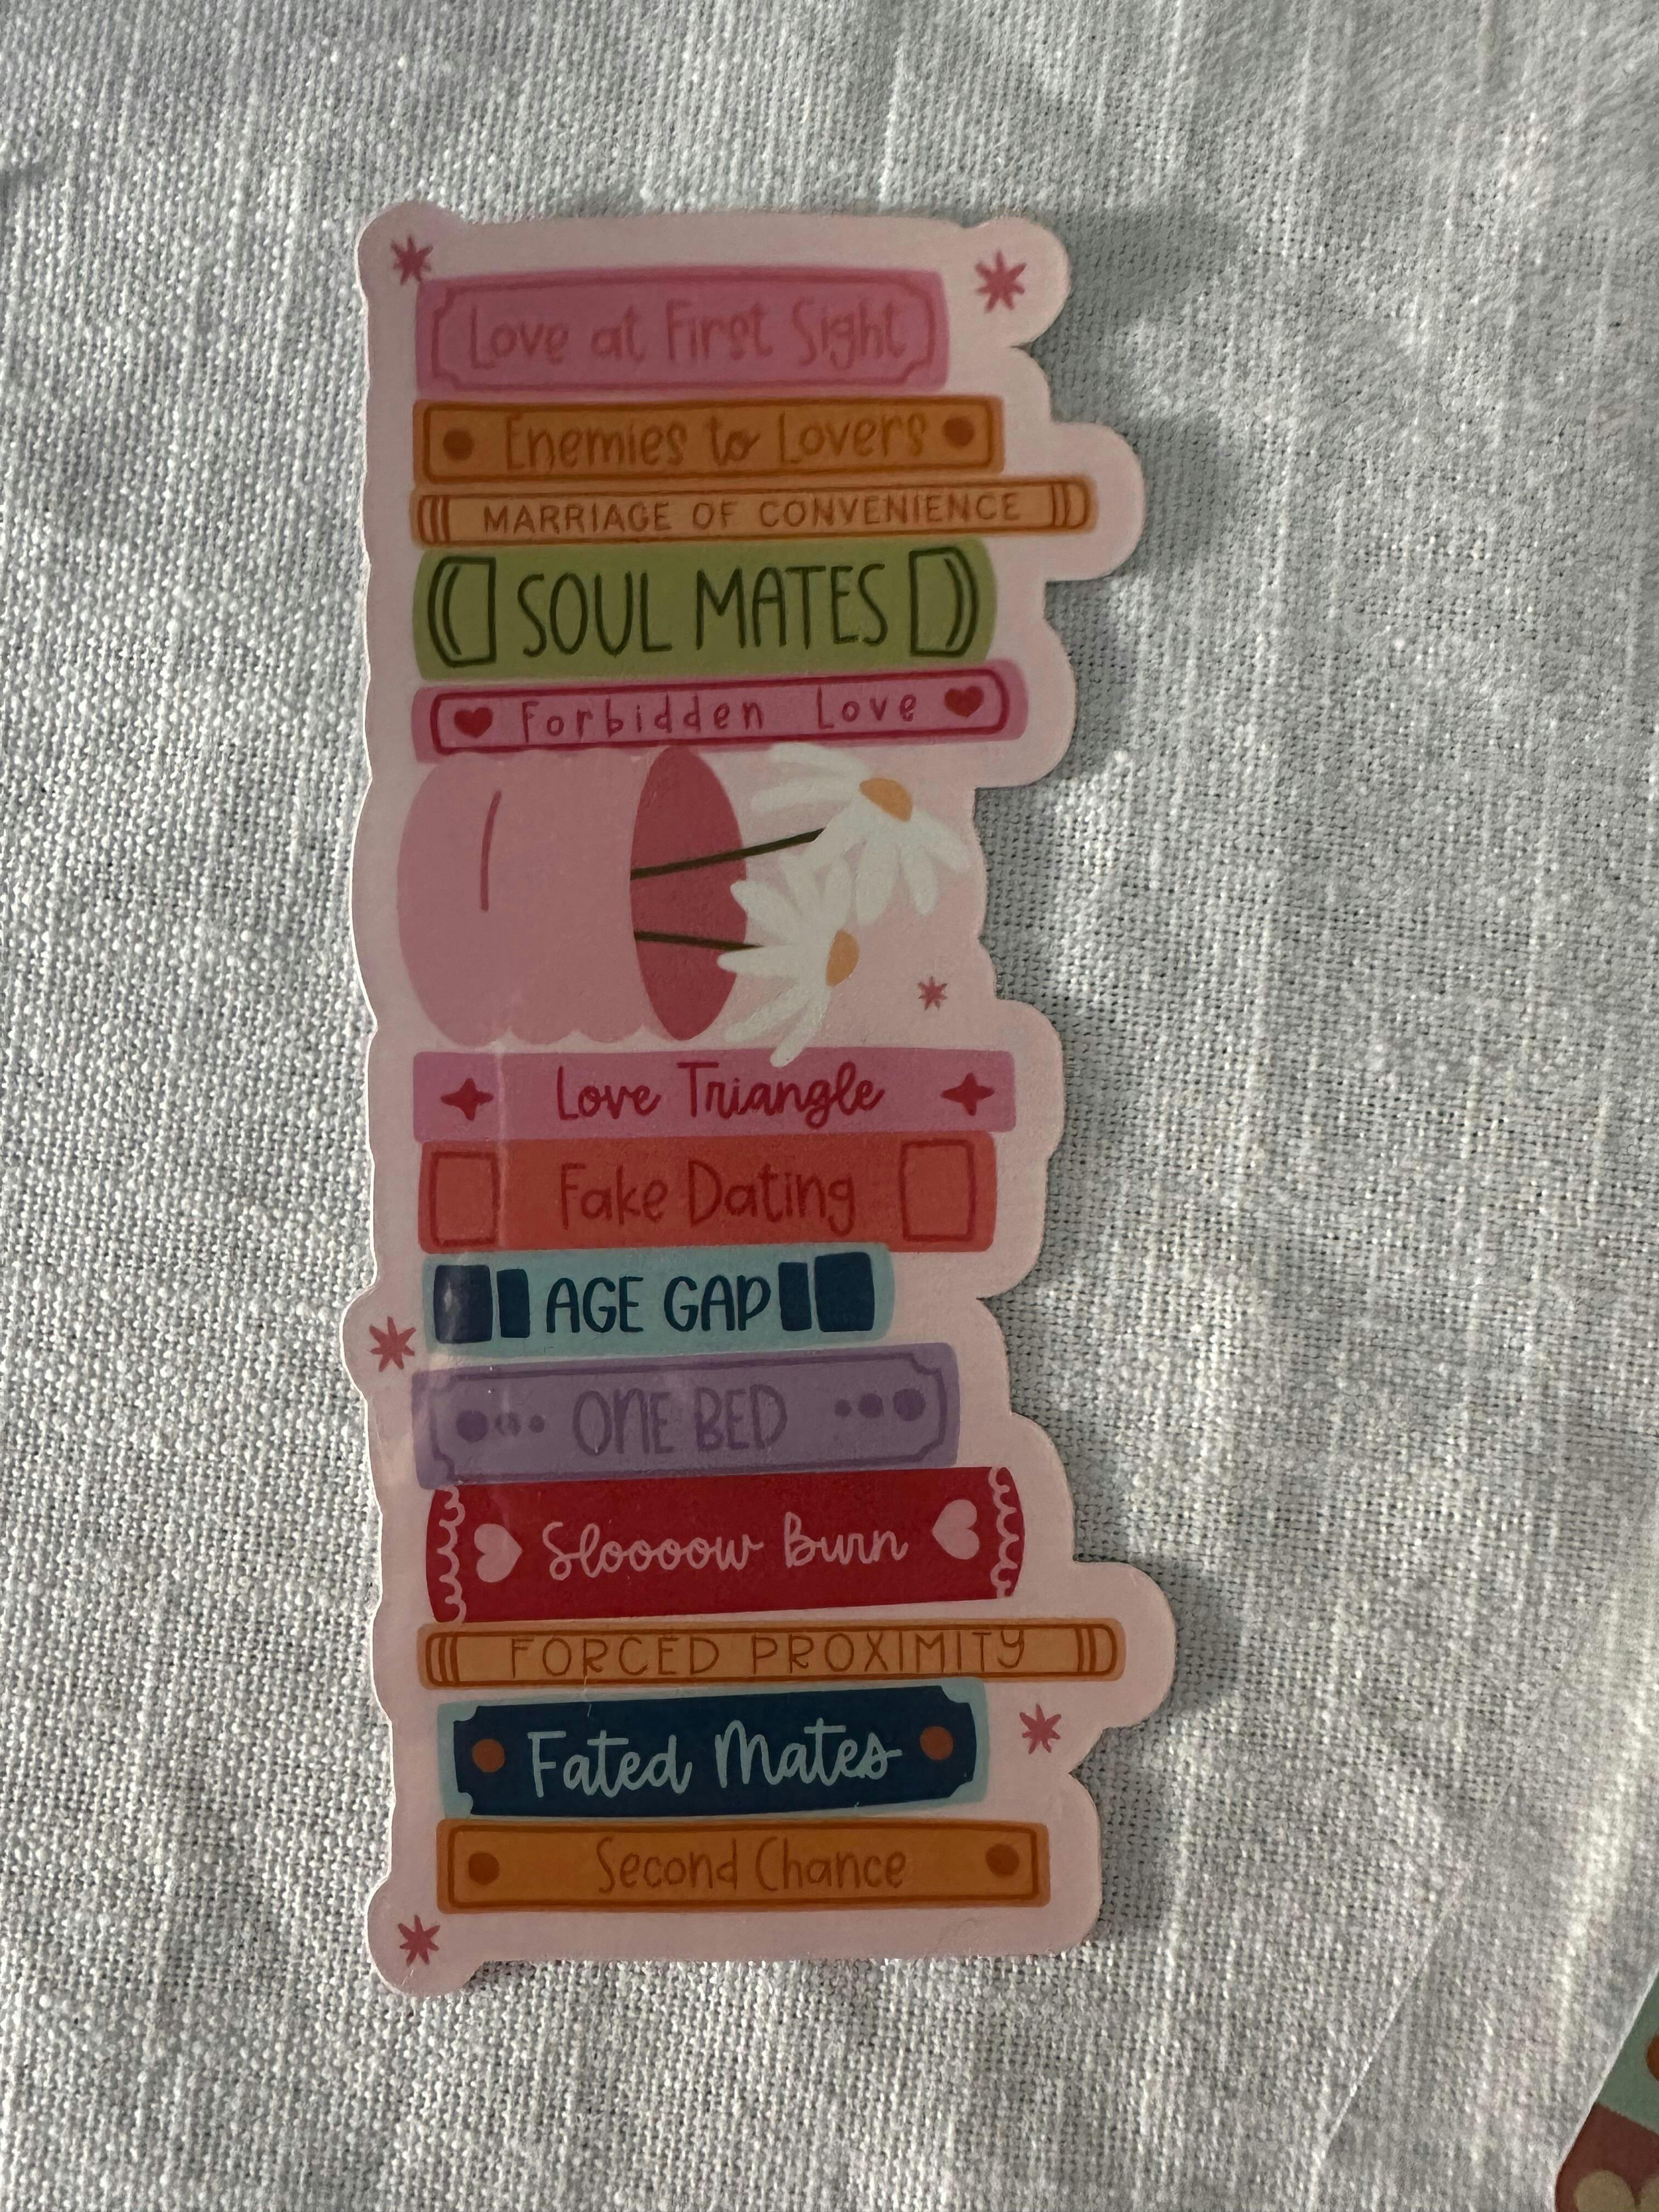 Love at First Sight
Enemies to Lovers
MARRIAGE OF CONVENIENCE
SOUL MATES
Forbidden Love
Love Triangle
Fake Dating
AGE GAP
ONE BED
Sloooow Burn
FORCED PROXIMITY
Fated Mates
Second Chance